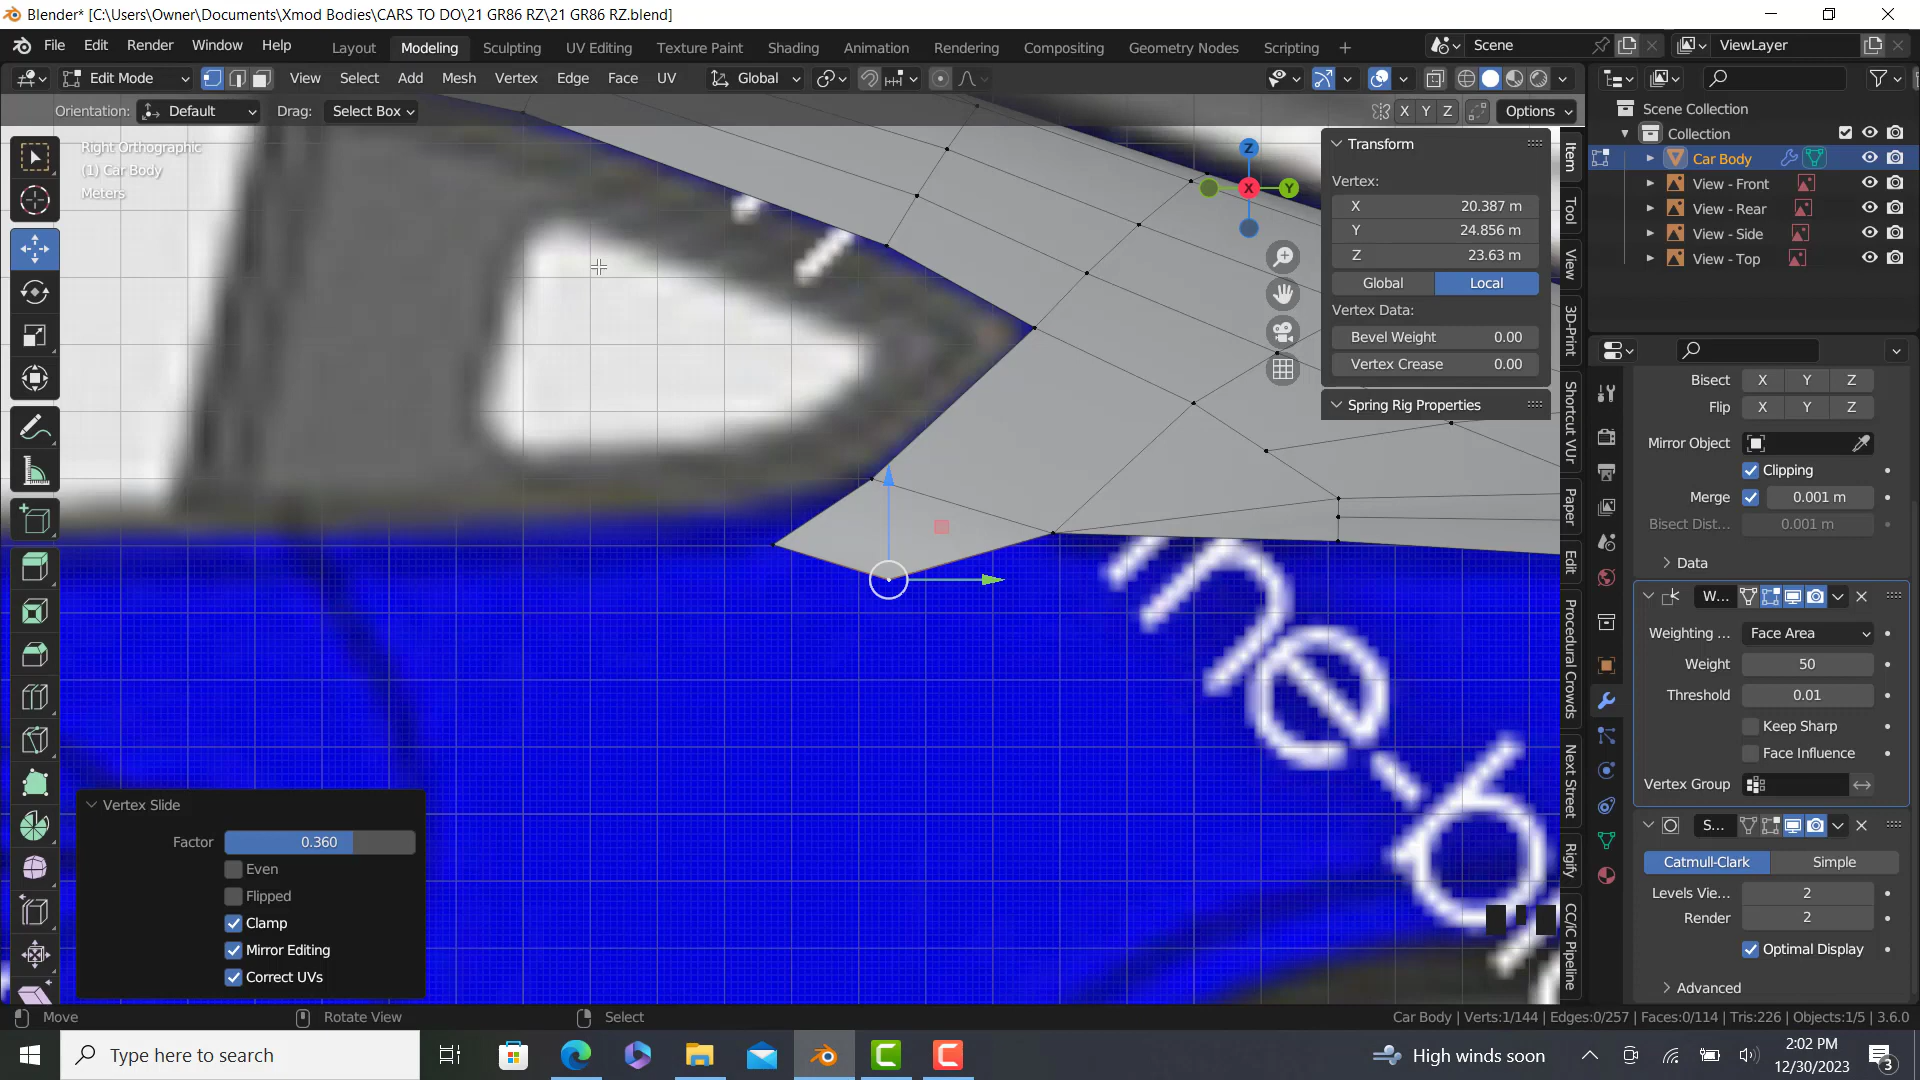 Blender* [C:\Users\Owner\Documents\Xmod Bodies\CARS TO DO\21 GR86 RZ\21 GR86 RZ.blend]
File Edit Render Window Help Layout Modeling Sculpting UV Editing Texture Paint Shading Animation Rendering Compositing Geometry Nodes Scripting + Scene ViewLayer
Edit Mode View Select Add Mesh Vertex Edge Face UV Global
Orientation: Default Drag: Select Box X Y Z Options
Right Orthographic
(1) Car Body
Meters
Z
X
Y
Transform
Vertex:
X 20.387 m
Y 24.856 m
Z 23.63 m
Global Local
Vertex Data:
Bevel Weight 0.00
Vertex Crease 0.00
Spring Rig Properties
Item
Tool
View
3D-Print
Shortcut VUr
Paper
Edit
Procedural Crowds
Next Street
Rigify
CC/iC Pipeline
Scene Collection
Collection
Car Body
View - Front
View - Rear
View - Side
View - Top
Bisect X Y Z
Flip X Y Z
Mirror Object
Clipping
Merge 0.001 m
Bisect Dist... 0.001 m
Data
W...
Weighting ... Face Area
Weight 50
Threshold 0.01
Keep Sharp
Face Influence
Vertex Group
S...
Catmull-Clark Simple
Levels Vie... 2
Render 2
Optimal Display
Advanced
ne-b
Vertex Slide
Factor 0.360
Even
Flipped
Clamp
Mirror Editing
Correct UVs
Move Rotate View Select Car Body | Verts:1/144 | Edges:0/257 | Faces:0/114 | Tris:226 | Objects:1/5 | 3.6.0
Type here to search High winds soon 2:02 PM
12/30/2023 3